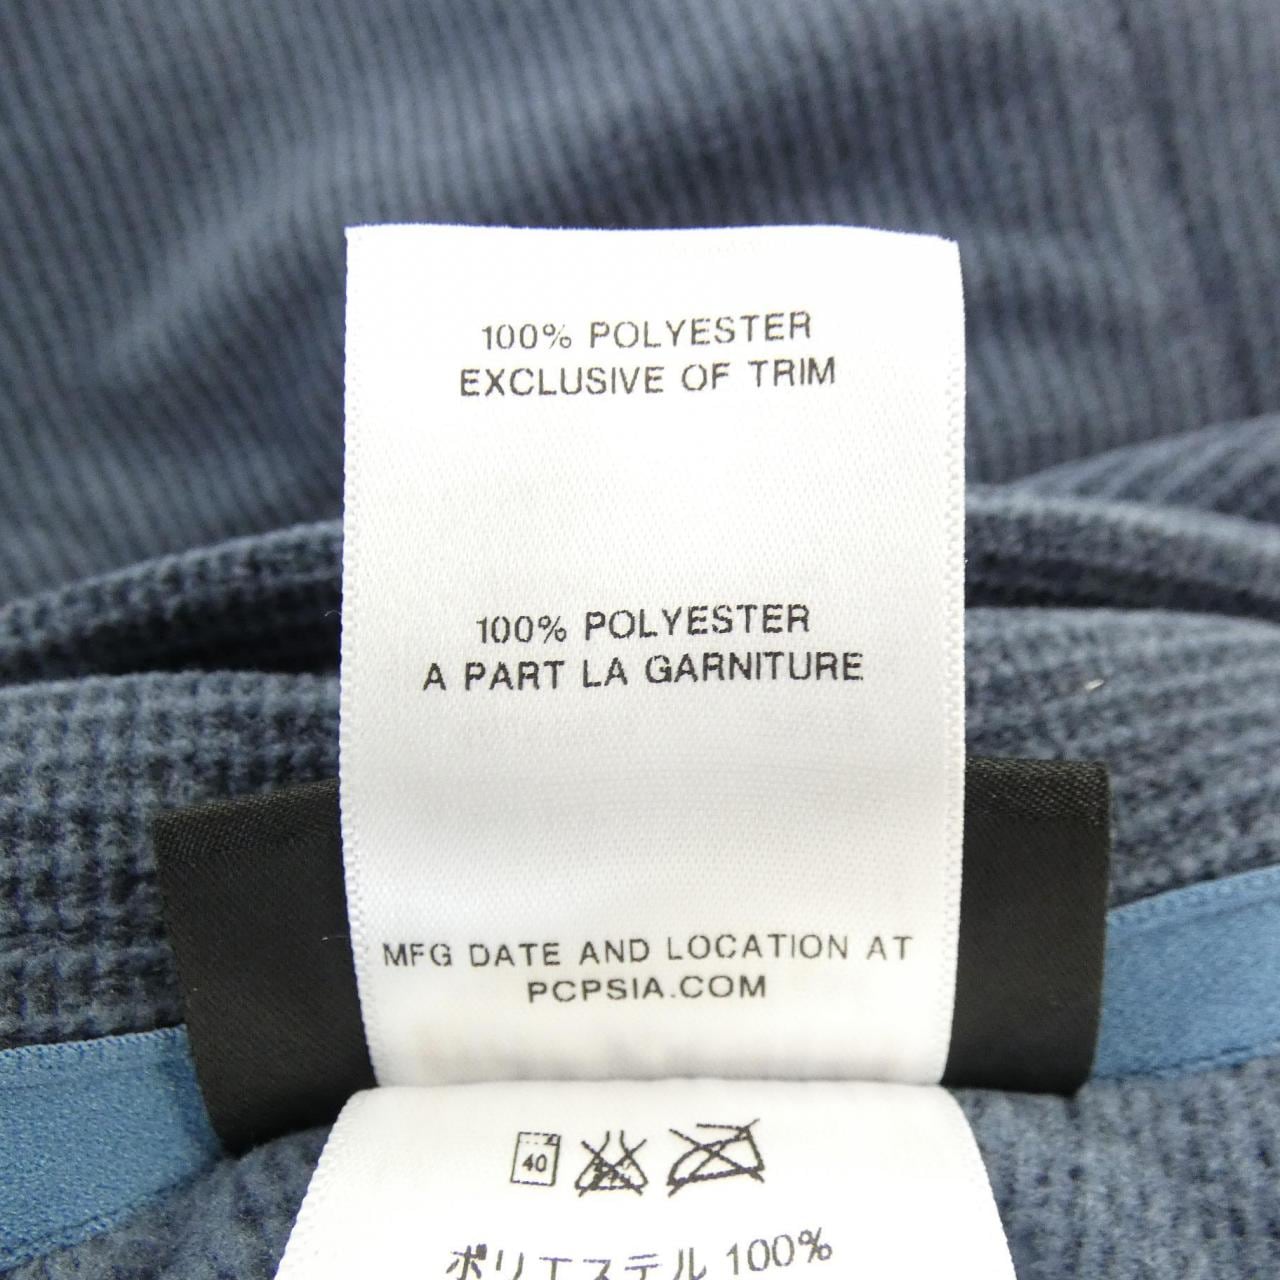 100% POLYESTER
EXCLUSIVE OF TRIM
100% POLYESTER
A PART LA GARNITURE
MFG DATE AND LOCATION AT
PCPSIA.COM
40
ポリエステル 100%